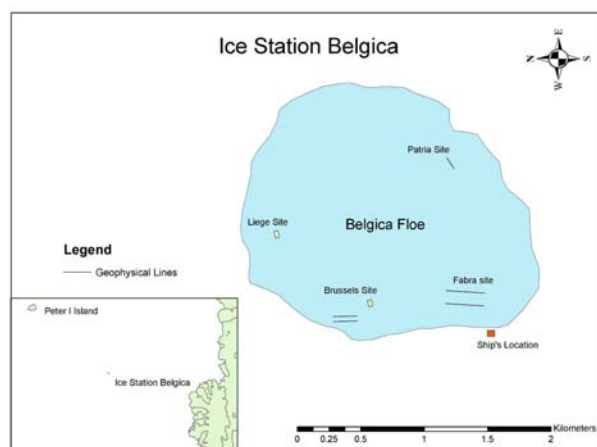 Ice Station Belgica
E
N
S
W
Patria Site
Liege Site
Belgica Floe
Legend
Geophysical Lines
Brussels Site
Fabra site
Peter I Island
Ship's Location
Ice Station Belgica
Kilometers
0 0.25 0.5 1 1.5 2